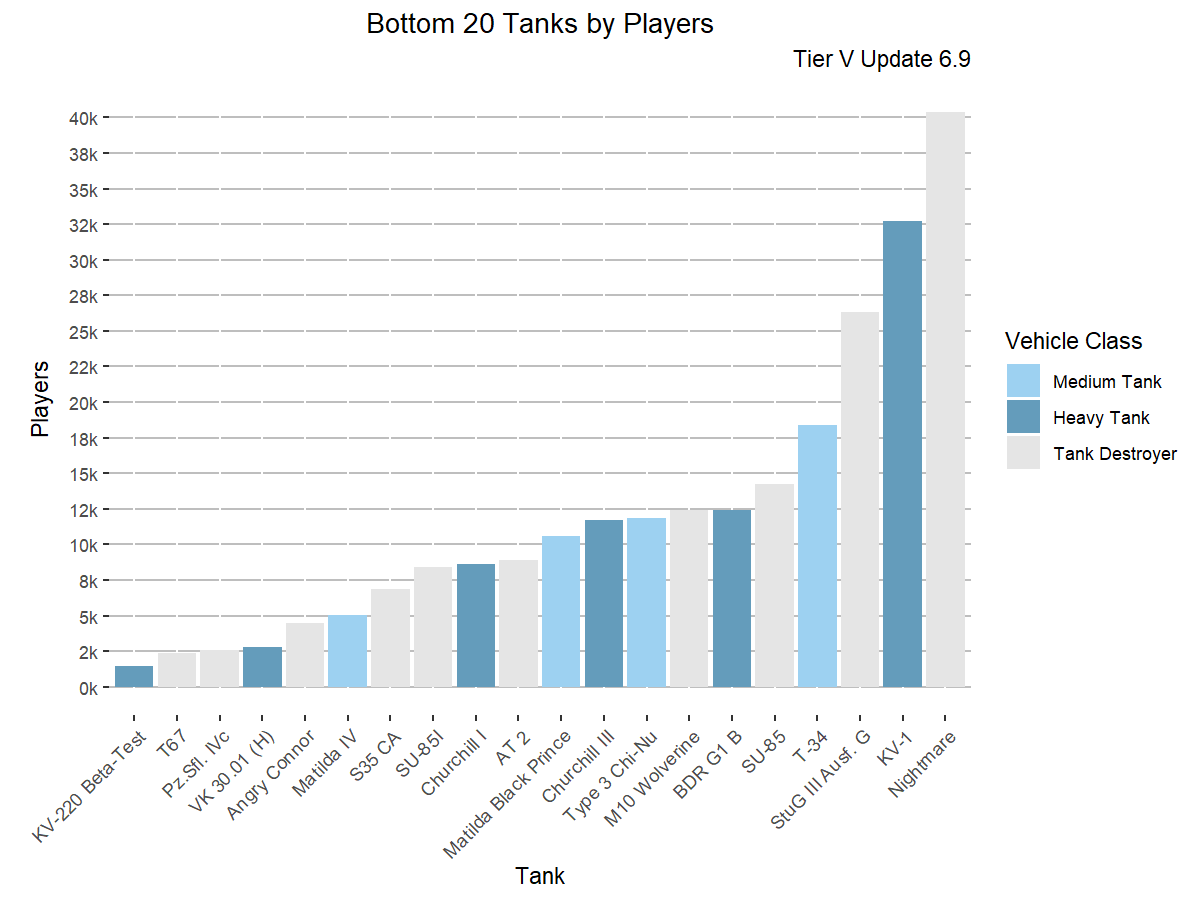 Bottom 20 Tanks by Players
Tier V Update 6.9
Players
40k
38k
35k
32k
30k
28k
25k
22k
20k
18k
15k
12k
10k
8k
5k
2k
0k
KV-220 Beta-Test
T67
Pz.Sfl. IVc
VK 30.01 (H)
Angry Connor
Matilda IV
S35 CA
SU-85I
Churchill I
AT 2
Matilda Black Prince
Churchill III
Type 3 Chi-Nu
M10 Wolverine
BDR G1 B
SU-85
T-34
StuG III Ausf. G
KV-1
Nightmare
Tank
Vehicle Class
Medium Tank
Heavy Tank
Tank Destroyer